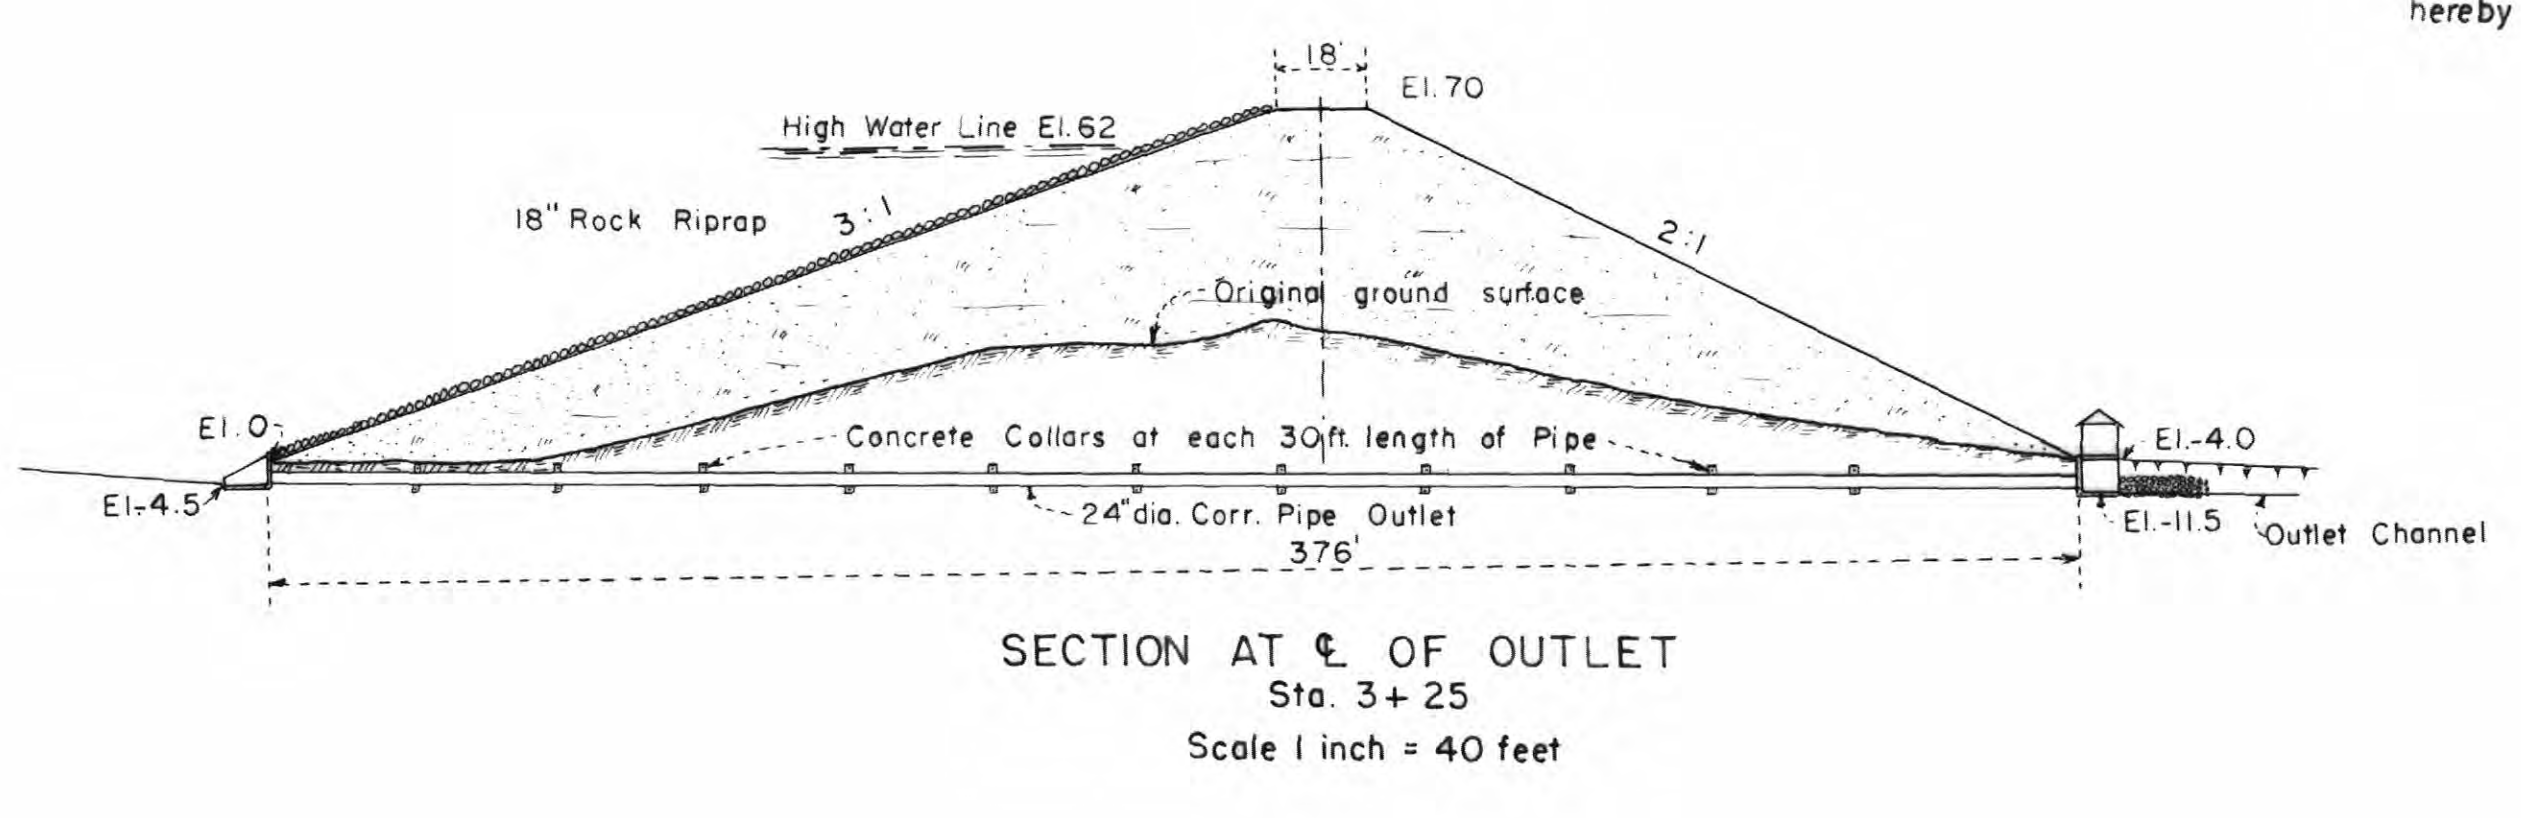 hereby
18'
El. 70
High Water Line El. 62
18" Rock Riprap
3:1
2:1
Original ground surface
El. 0
Concrete Collars at each 30 ft. length of Pipe
El. -4.0
El. -4.5
24" dia. Corr. Pipe Outlet
El. -11.5
Outlet Channel
376'
SECTION AT ℄ OF OUTLET
Sta. 3 + 25
Scale 1 inch = 40 feet